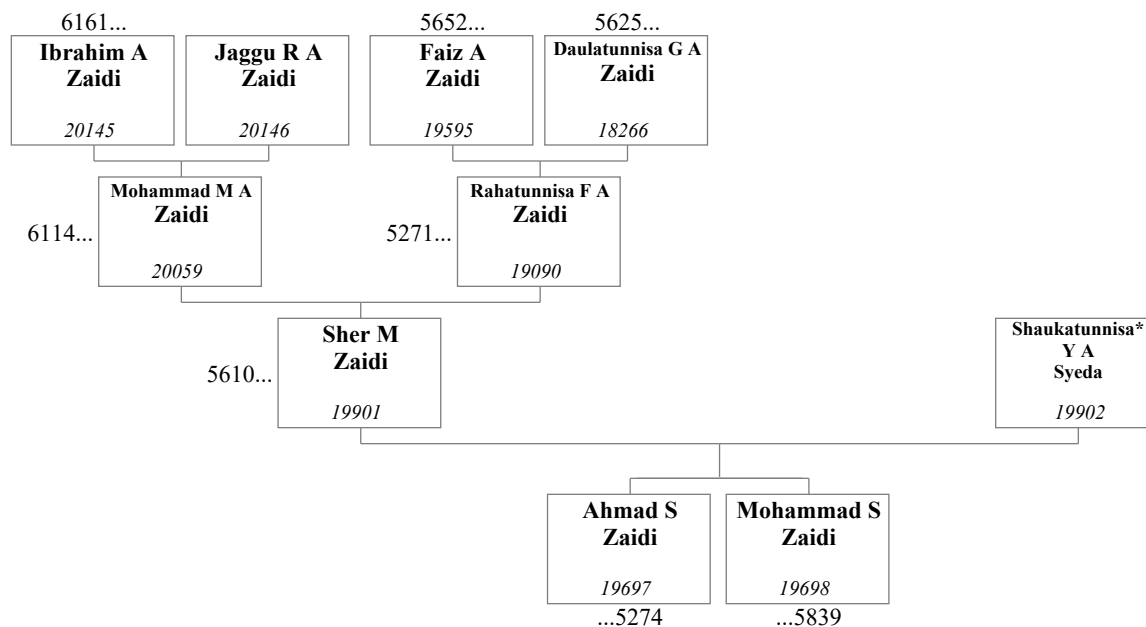 6161...
5652...
5625...
Ibrahim A
Zaidi
20145
Jaggu R A
Zaidi
20146
Faiz A
Zaidi
19595
Daulatunnisa G A
Zaidi
18266
6114...
Mohammad M A
Zaidi
20059
5271...
Rahatunnisa F A
Zaidi
19090
5610...
Sher M
Zaidi
19901
Shaukatunnisa*
Y A
Syeda
19902
Ahmad S
Zaidi
19697
...5274
Mohammad S
Zaidi
19698
...5839